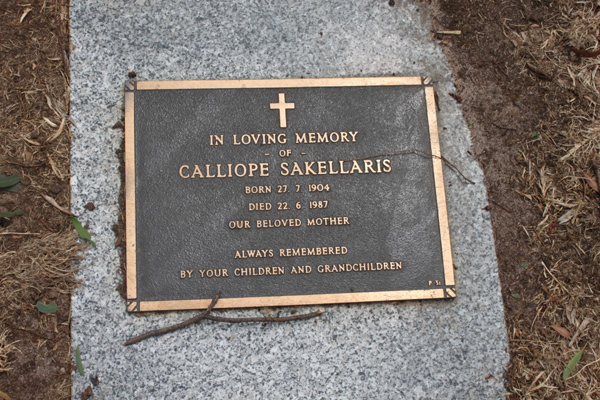 IN LOVING MEMORY
- OF -
CALLIOPE SAKELLARIS
BORN 27. 7. 1904
DIED 22. 6. 1987
OUR BELOVED MOTHER
ALWAYS REMEMBERED
BY YOUR CHILDREN AND GRANDCHILDREN